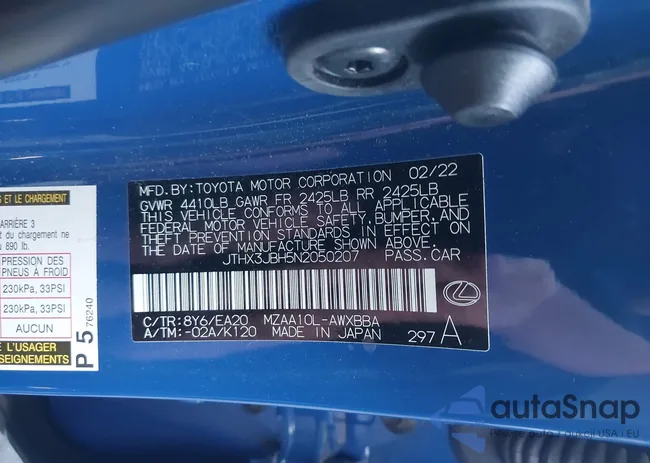 MFD. BY: TOYOTA MOTOR CORPORATION 02/22
GVWR 4410LB GAWR FR 2425LB RR 2425LB
THIS VEHICLE CONFORMS TO ALL APPLICABLE
FEDERAL MOTOR VEHICLE SAFETY, BUMPER, AND
THEFT PREVENTION STANDARDS IN EFFECT ON
THE DATE OF MANUFACTURE SHOWN ABOVE.
JTHX3JBH5N2050207 PASS.CAR
C/TR:8Y6/EA20 MZAA10L-AWXBBA
A/TM:-02A/K120 MADE IN JAPAN 297 A
ET LE CHARGEMENT
ARRIÈRE 3
du chargement ne
890 lb.
PRESSION DES
PNEUS À FROID
230kPa, 33PSI
230kPa, 33PSI
AUCUN
L'USAGER
ENSEIGNEMENTS
P 5 76240
autaSnap